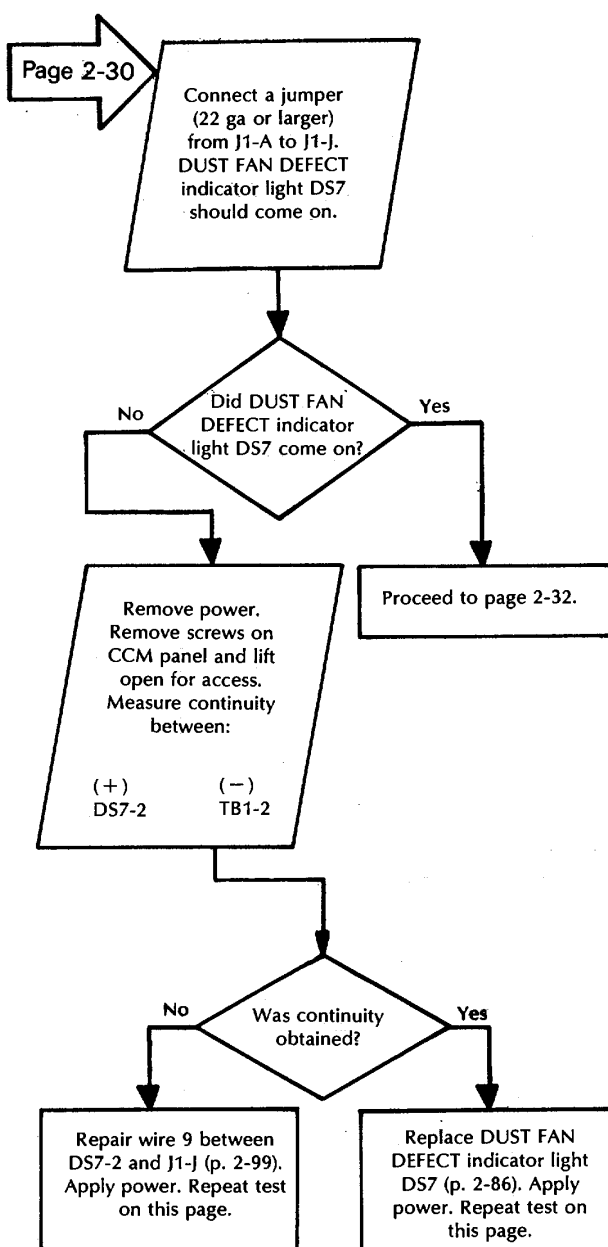 Page 2-30
Connect a jumper
(22 ga or larger)
from J1-A to J1-J.
DUST FAN DEFECT
indicator light DS7
should come on.
Did DUST FAN
DEFECT indicator
light DS7 come on?
No
Yes
Proceed to page 2-32.
Remove power.
Remove screws on
CCM panel and lift
open for access.
Measure continuity
between:
(+) (−)
DS7-2 TB1-2
Was continuity
obtained?
No
Yes
Repair wire 9 between
DS7-2 and J1-J (p. 2-99).
Apply power. Repeat test
on this page.
Replace DUST FAN
DEFECT indicator light
DS7 (p. 2-86). Apply
power. Repeat test on
this page.